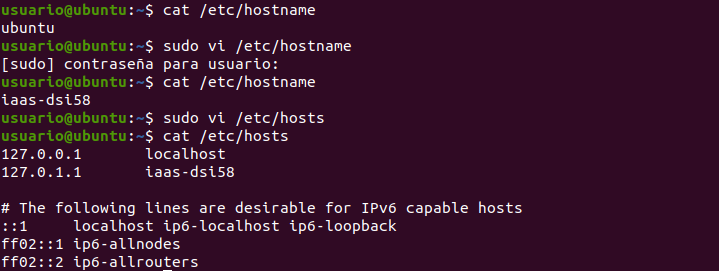 usuario@ubuntu:~$ cat /etc/hostname
ubuntu
usuario@ubuntu:~$ sudo vi /etc/hostname
[sudo] contraseña para usuario:
usuario@ubuntu:~$ cat /etc/hostname
iaas-dsi58
usuario@ubuntu:~$ sudo vi /etc/hosts
usuario@ubuntu:~$ cat /etc/hosts
127.0.0.1       localhost
127.0.1.1       iaas-dsi58

# The following lines are desirable for IPv6 capable hosts
::1     localhost ip6-localhost ip6-loopback
ff02::1 ip6-allnodes
ff02::2 ip6-allrouters